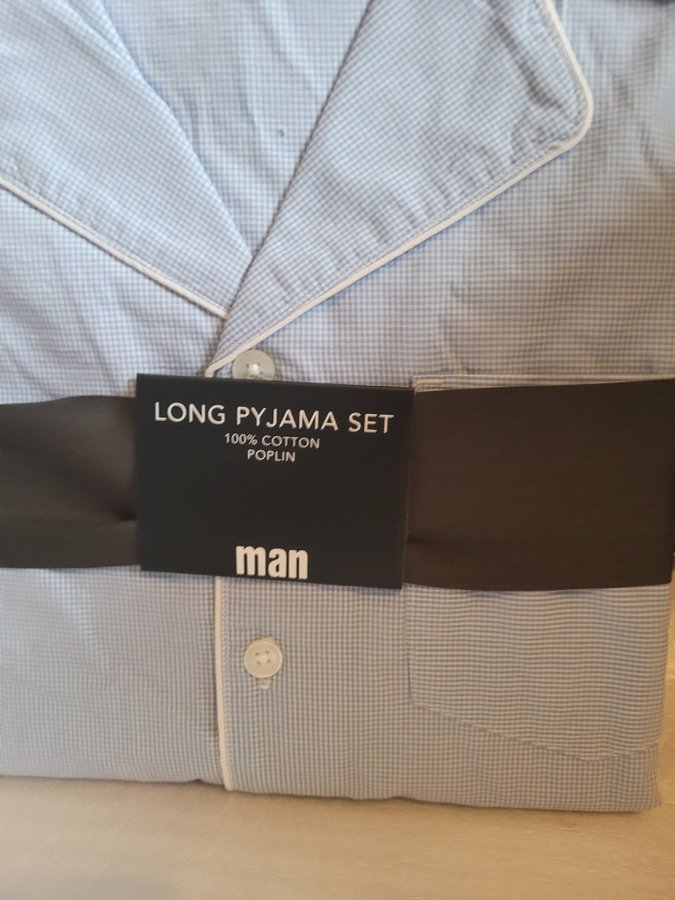 LONG PYJAMA SET
100% COTTON
POPLIN
man